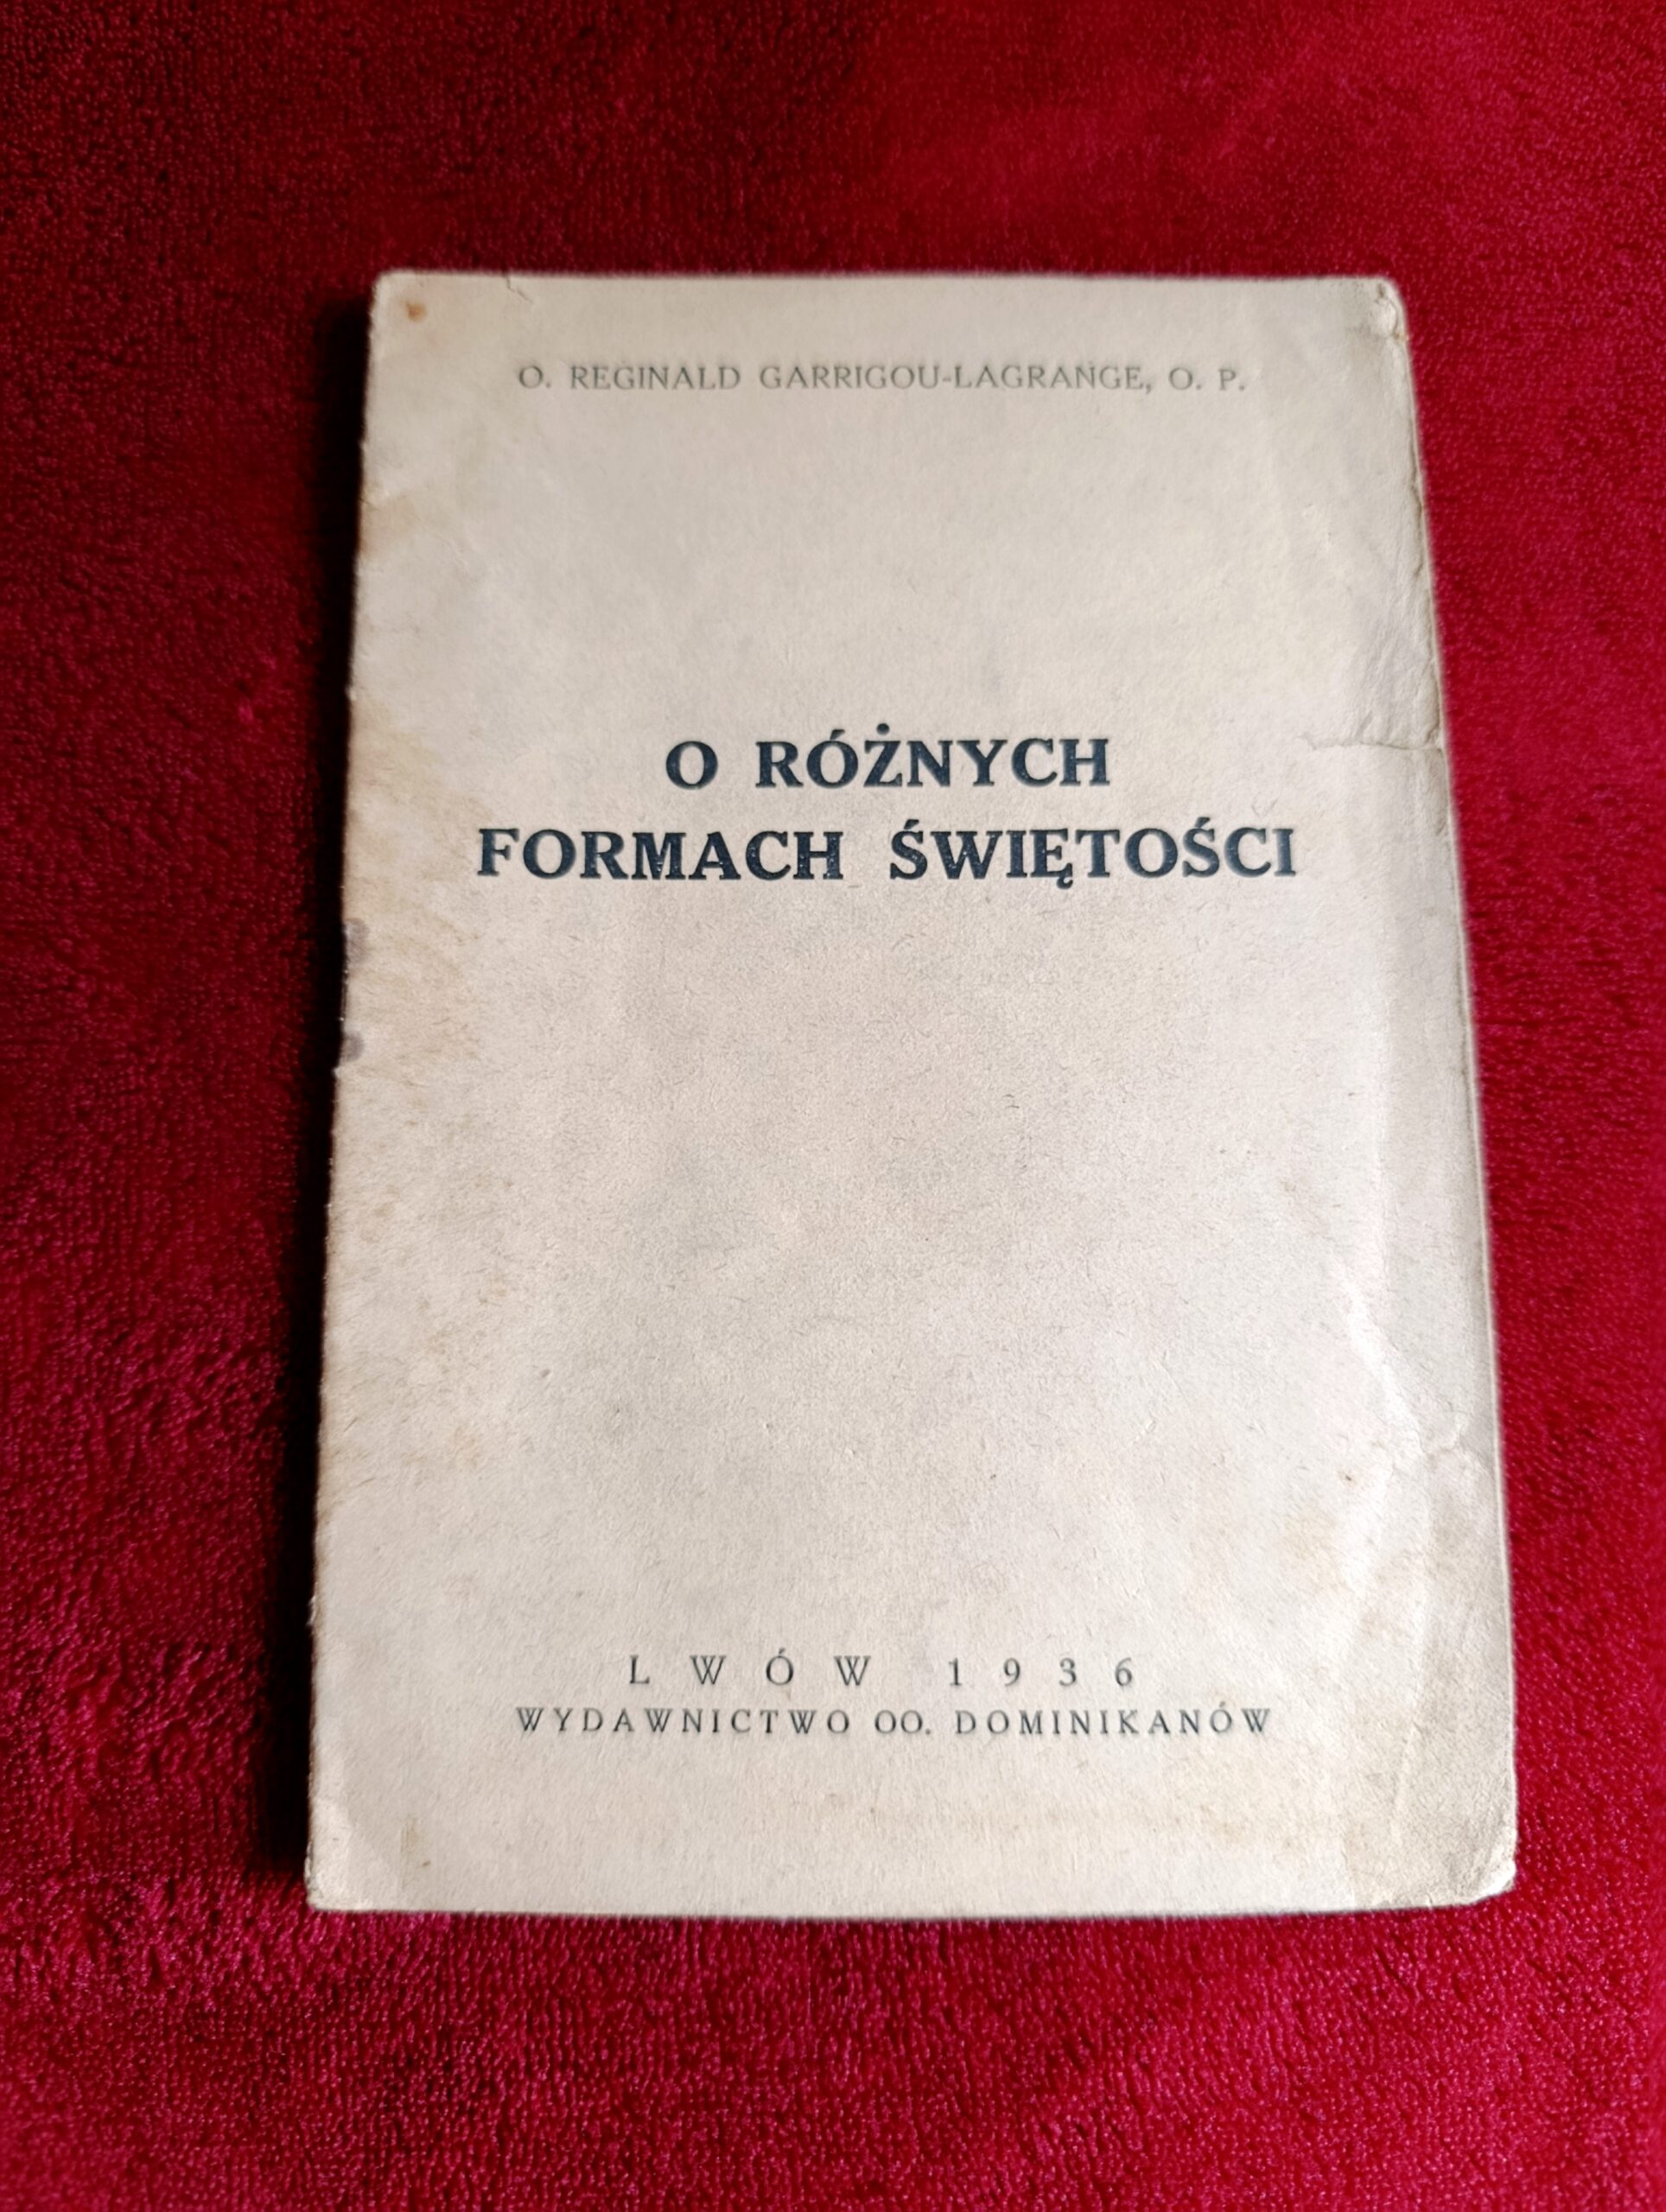 O. REGINALD GARRIGOU-LAGRANGE, O. P.
O RÓŻNYCH
FORMACH ŚWIĘTOŚCI
LWÓW 1936
WYDAWNICTWO OO. DOMINIKANÓW